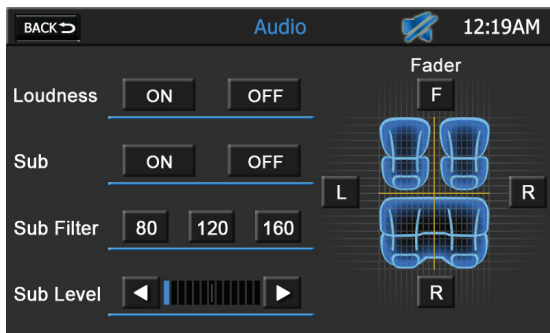 BACK Audio 12:19AM
Fader
Loudness ON OFF F
Sub ON OFF
L R
Sub Filter 80 120 160
Sub Level R